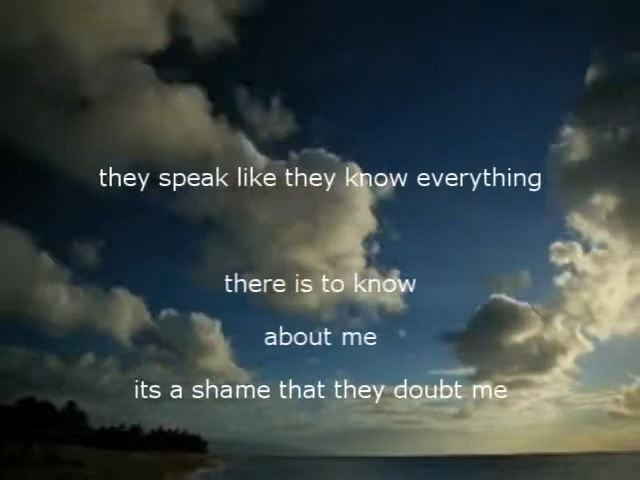 they speak like they know everything
there is to know
about me
its a shame that they doubt me